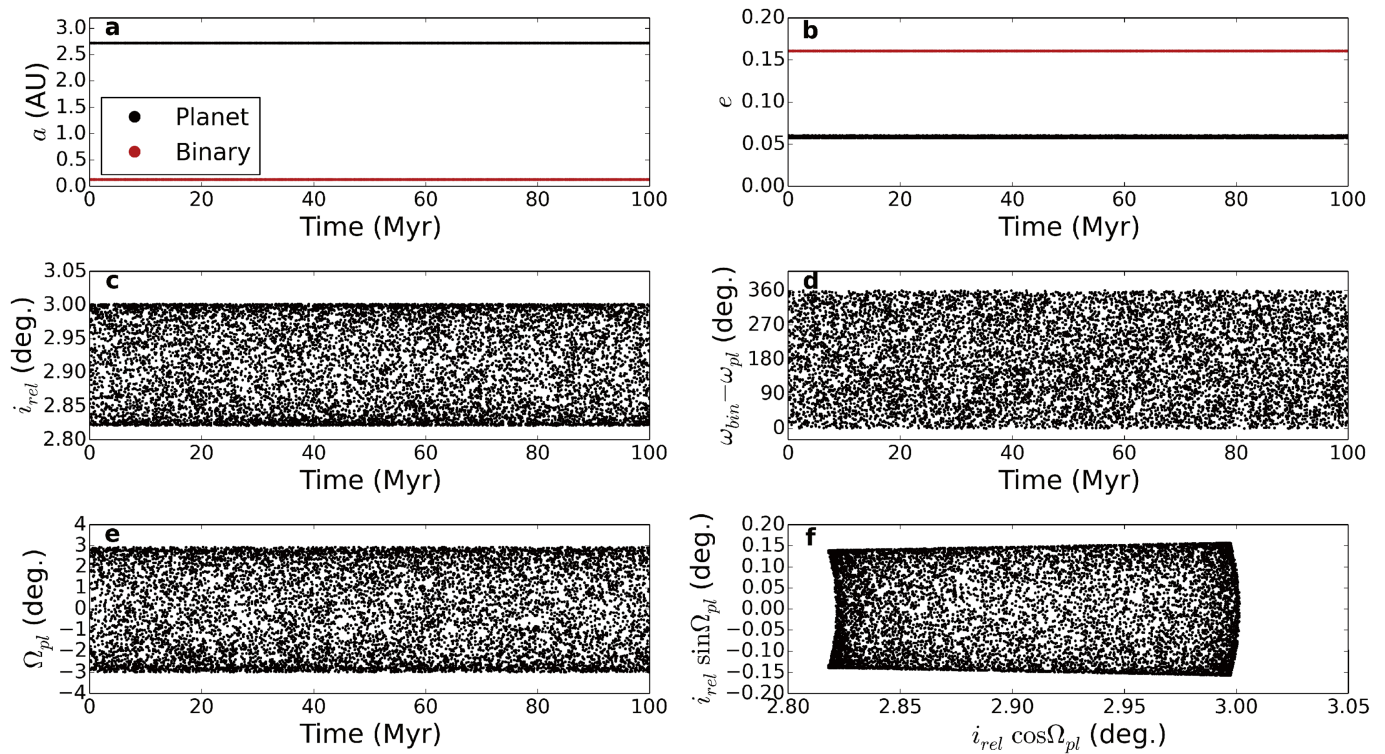 a
3.0
2.5
2.0
1.5
1.0
0.5
0.0
a (AU)
Planet
Binary
0 20 40 60 80 100
Time (Myr)
b
0.20
0.15
0.10
0.05
0.00
e
0 20 40 60 80 100
Time (Myr)
c
3.05
3.00
2.95
2.90
2.85
2.80
i_rel (deg.)
0 20 40 60 80 100
Time (Myr)
d
360
270
180
90
0
ω_bin−ω_pl (deg.)
0 20 40 60 80 100
Time (Myr)
e
4
3
2
1
0
−1
−2
−3
−4
Ω_pl (deg.)
0 20 40 60 80 100
Time (Myr)
f
0.20
0.15
0.10
0.05
0.00
−0.05
−0.10
−0.15
−0.20
i_rel sinΩ_pl (deg.)
2.80 2.85 2.90 2.95 3.00 3.05
i_rel cosΩ_pl (deg.)